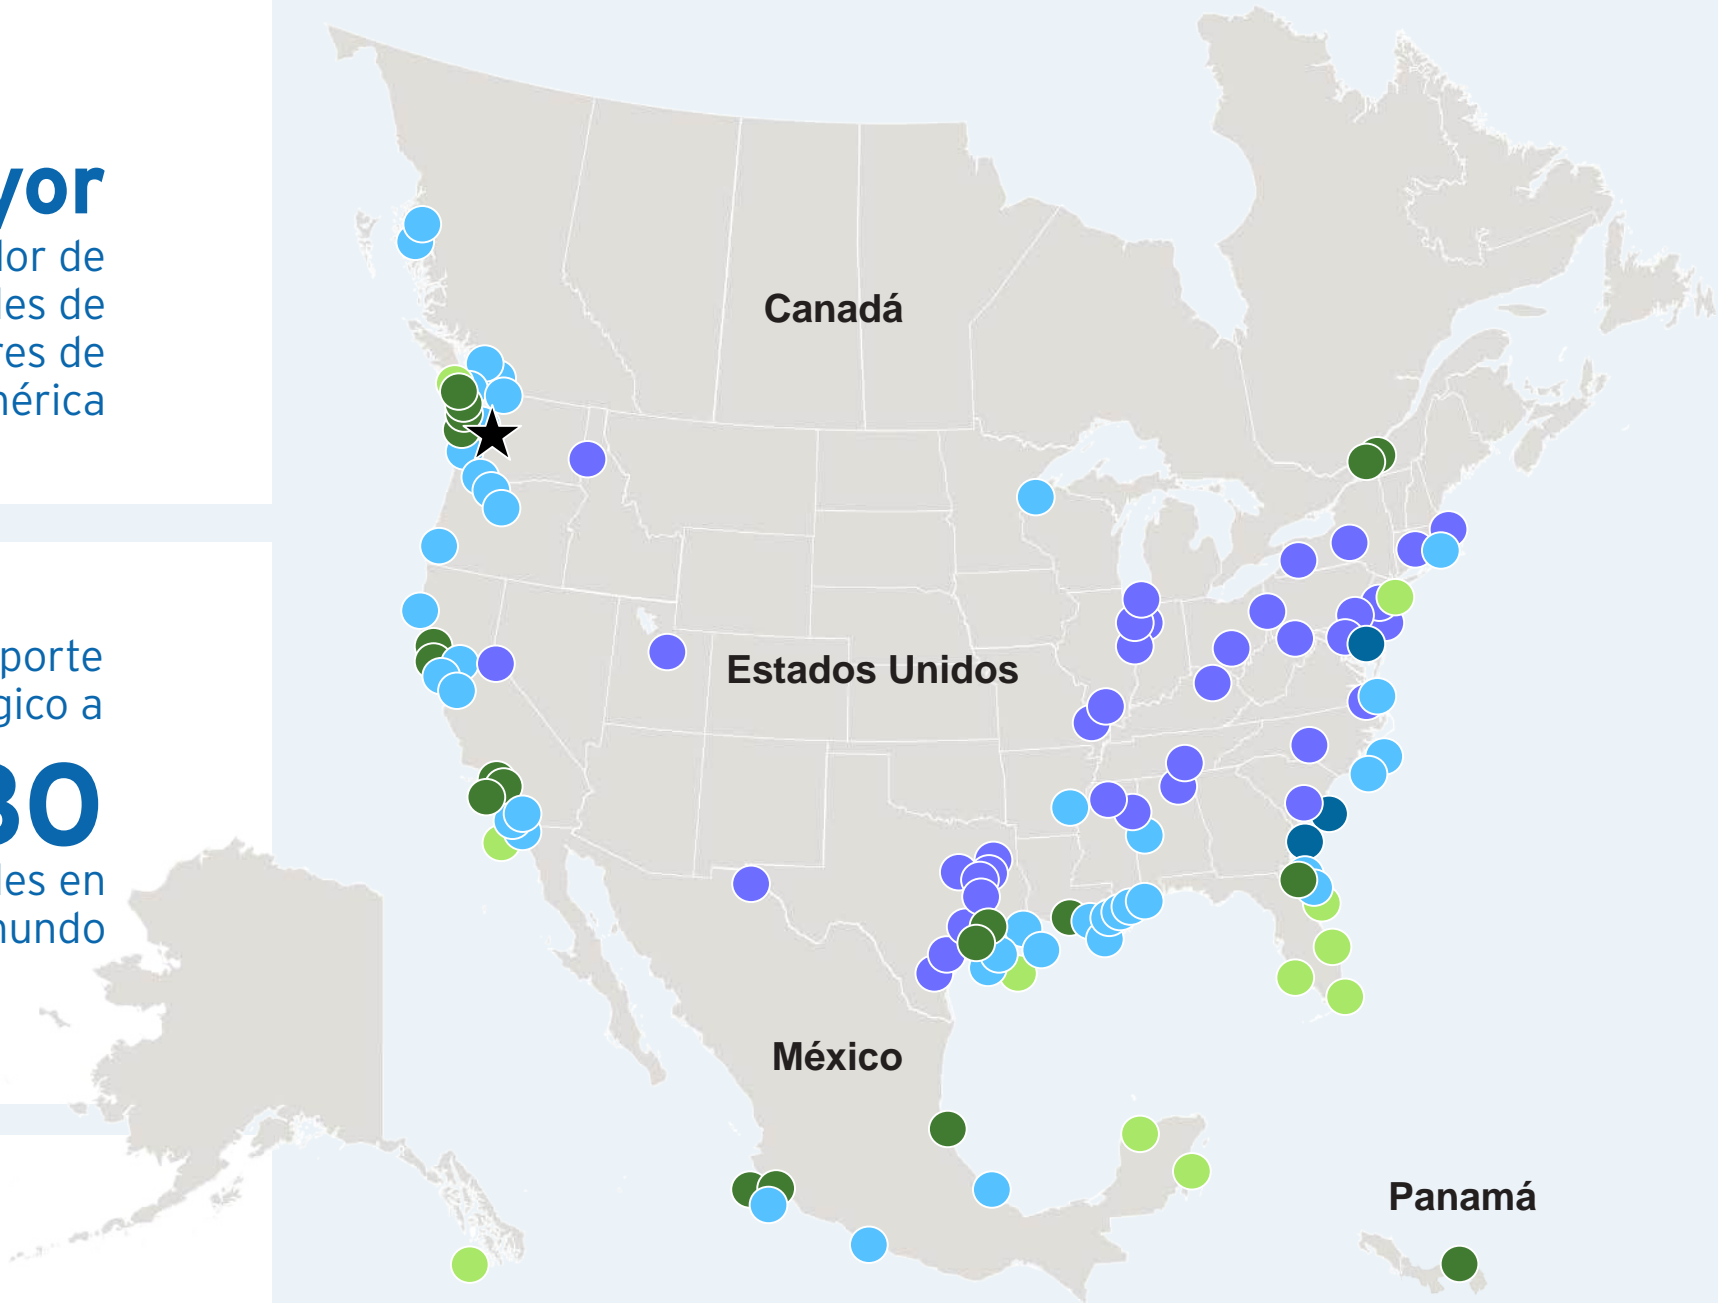 yor
lor de
les de
res de
nérica
porte
gico a
30
les en
nundo
Canadá
Estados Unidos
México
Panamá